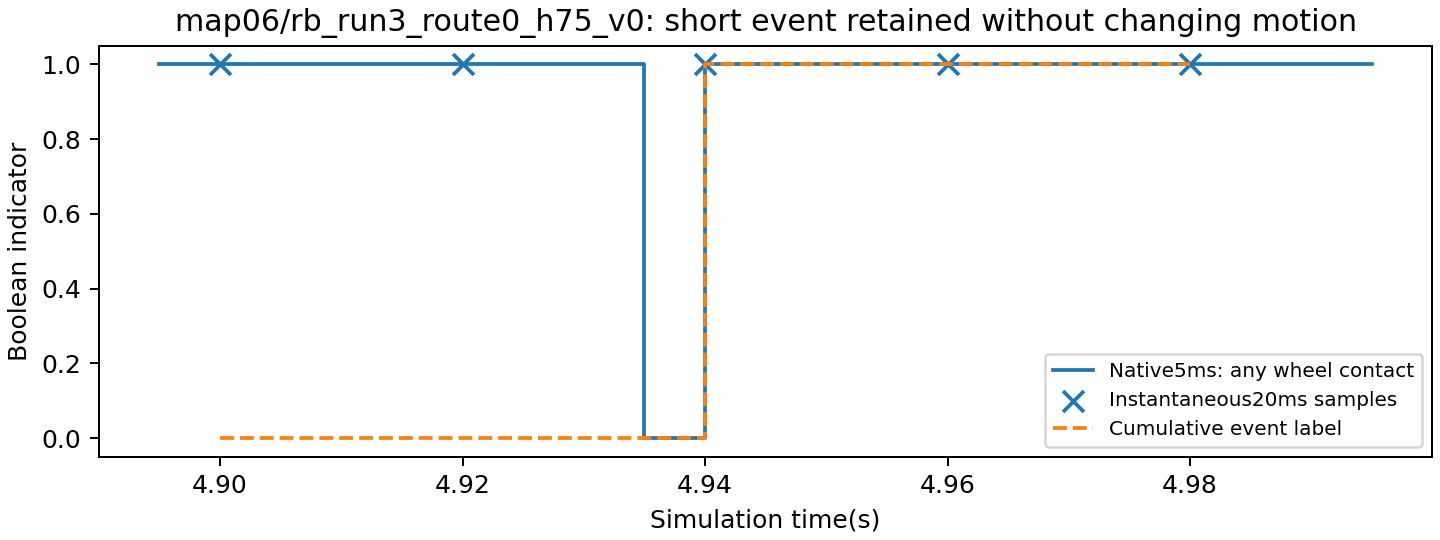 map06/rb_run3_route0_h75_v0: short event retained without changing motion
Boolean indicator
1.0
0.8
0.6
0.4
0.2
0.0
Native5ms: any wheel contact
Instantaneous20ms samples
Cumulative event label
4.90 4.92 4.94 4.96 4.98
Simulation time(s)